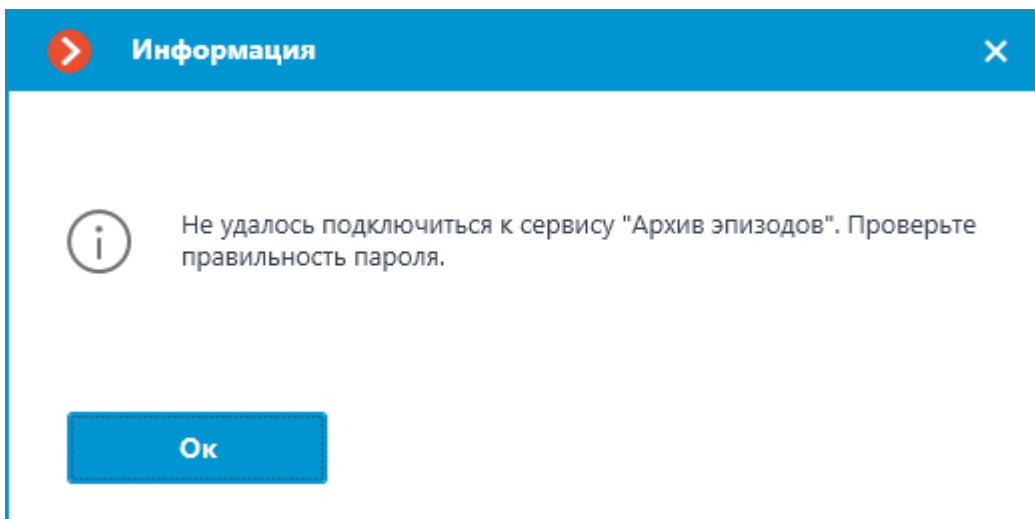 Информация
Не удалось подключиться к сервису "Архив эпизодов". Проверьте
правильность пароля.
Ок